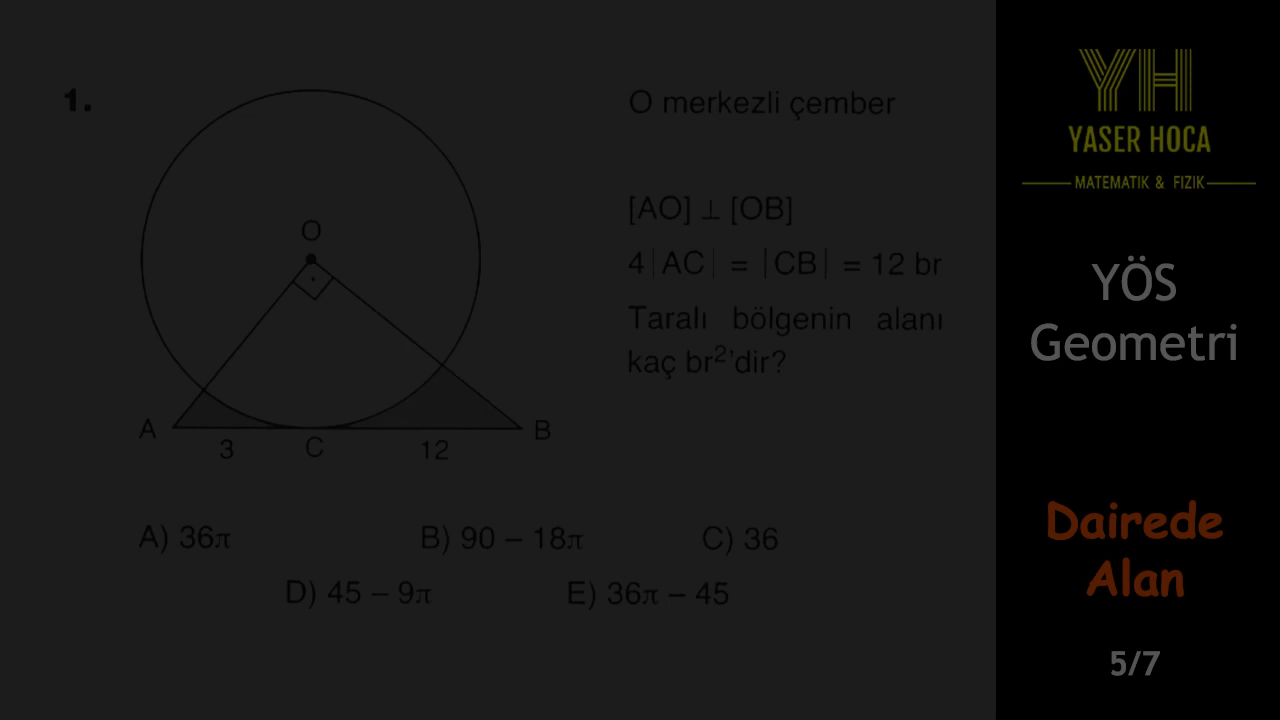 1.
O merkezli çember
[AO] ⊥ [OB]
4|AC| = |CB| = 12 br
Taralı bölgenin alanı
kaç br²'dir?
O
A
3
C
12
B
A) 36π
B) 90 – 18π
C) 36
D) 45 – 9π
E) 36π – 45
YH
YASER HOCA
MATEMATIK & FIZIK
YÖS
Geometri
Dairede
Alan
5/7